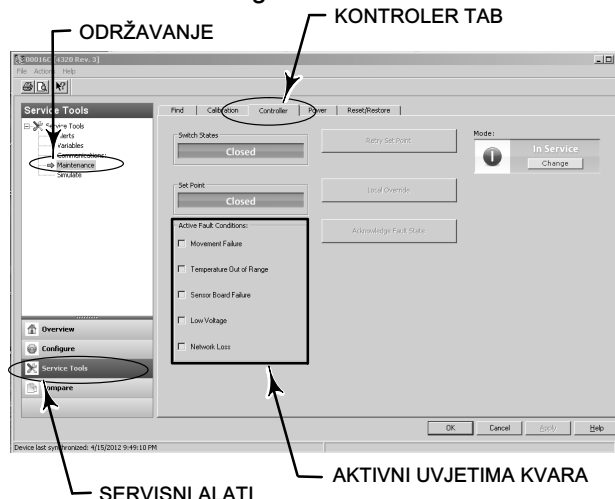 KONTROLER TAB
ODRŽAVANJE
4320 Rev. 3]
File Actions Help
Service Tools
Find Calibration Controller Power Reset/Restore
Service Tools
Alerts
Variables
Communications:
Maintenance
Simulate
Switch States
Closed
Retry Set Point
Mode:
In Service
Change
Set Point
Closed
Local Override
Active Fault Conditions:
Acknowledge Fault State
Movement Failure
Temperature Out of Range
Sensor Board Failure
Low Voltage
Network Loss
Overview
Configure
Service Tools
Compare
OK Cancel Apply Help
Device last synchronized: 4/15/2012 9:49:10 PM
AKTIVNI UVJETIMA KVARA
SERVISNI ALATI